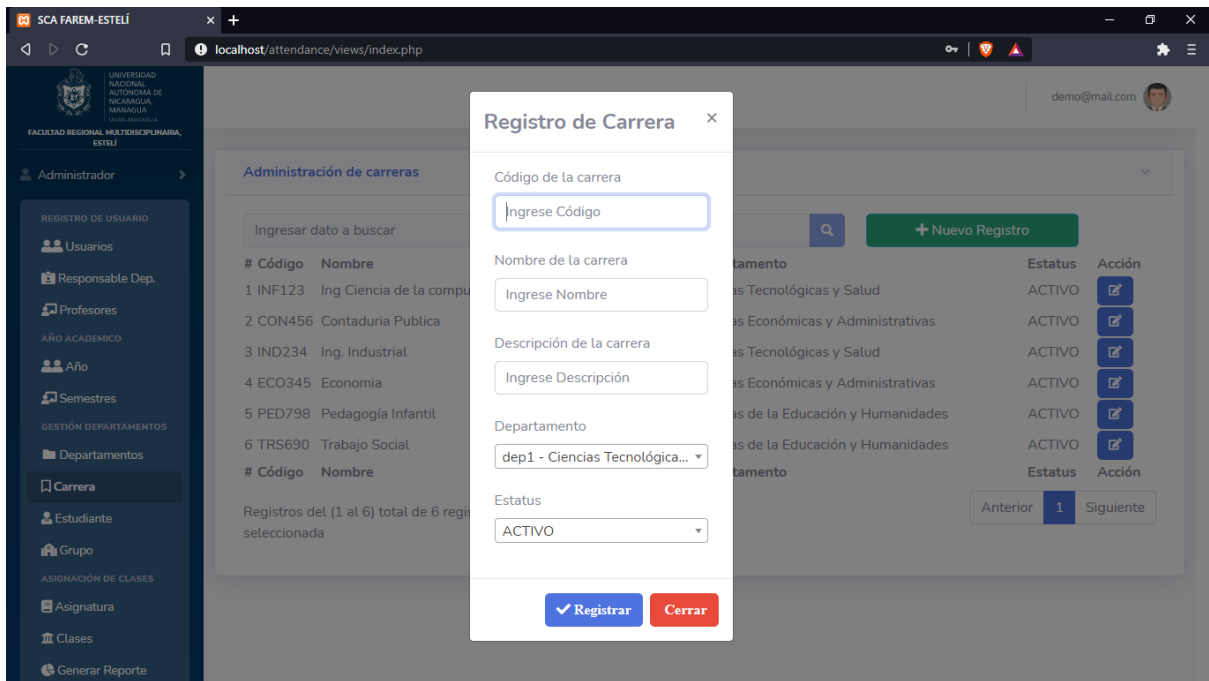 SCA FAREM-ESTELÍ
localhost/attendance/views/index.php
UNIVERSIDAD
NACIONAL
AUTÓNOMA DE
NICARAGUA,
MANAGUA
UNAN-MANAGUA
FACULTAD REGIONAL MULTIDISCIPLINARIA,
ESTELÍ
Administrador
REGISTRO DE USUARIO
Usuarios
Responsable Dep.
Profesores
AÑO ACADEMICO
Año
Semestres
GESTIÓN DEPARTAMENTOS
Departamentos
Carrera
Estudiante
Grupo
ASIGNACIÓN DE CLASES
Asignatura
Clases
Generar Reporte
demo@mail.com
Administración de carreras
Ingresar dato a buscar
Nuevo Registro
# Código Nombre tamento Estatus Acción
1 INF123 Ing Ciencia de la compu as Tecnológicas y Salud ACTIVO
2 CON456 Contaduria Publica as Económicas y Administrativas ACTIVO
3 IND234 Ing. Industrial as Tecnológicas y Salud ACTIVO
4 ECO345 Economia as Económicas y Administrativas ACTIVO
5 PED798 Pedagogía Infantil as de la Educación y Humanidades ACTIVO
6 TRS690 Trabajo Social as de la Educación y Humanidades ACTIVO
# Código Nombre tamento Estatus Acción
Registros del (1 al 6) total de 6 regis
seleccionada
Anterior 1 Siguiente
Registro de Carrera ×
Código de la carrera
Ingrese Código
Nombre de la carrera
Ingrese Nombre
Descripción de la carrera
Ingrese Descripción
Departamento
dep1 - Ciencias Tecnológica...
Estatus
ACTIVO
Registrar
Cerrar